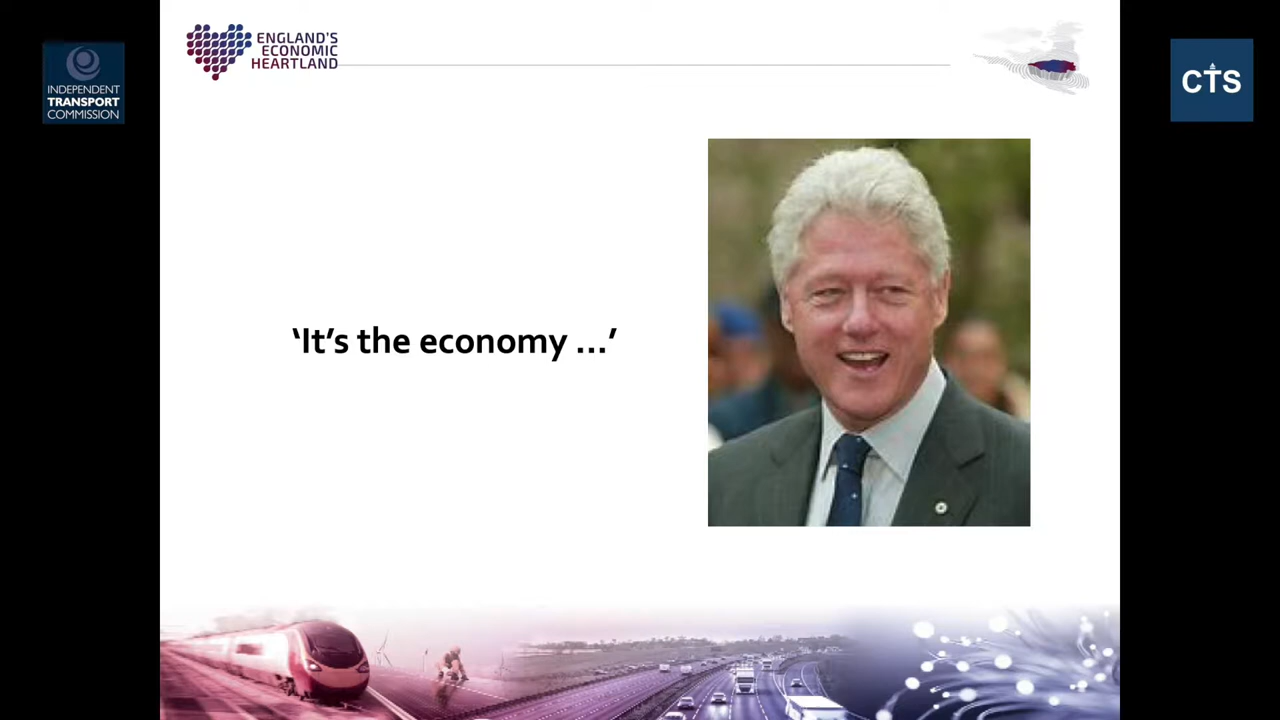 ENGLAND'S
ECONOMIC
HEARTLAND
INDEPENDENT
TRANSPORT
COMMISSION
CTS
‘It’s the economy ...’